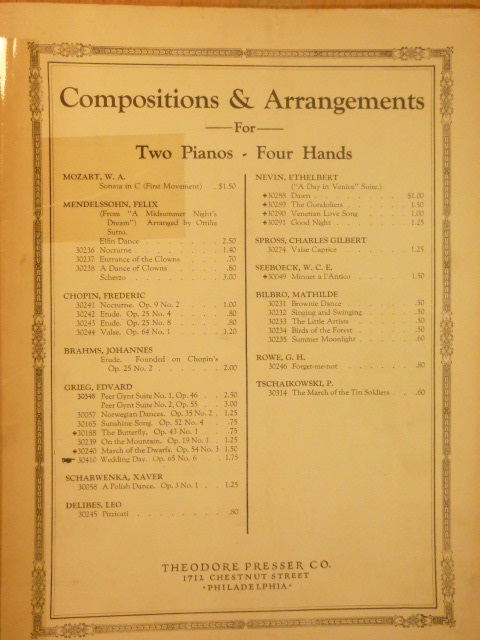 Compositions & Arrangements
For
Two Pianos - Four Hands
MOZART, W. A.
Sonata in C (First Movement) . $1.50
MENDELSSOHN, FELIX
(From "A Midsummer Night's
Dream") Arranged by Ottilie
Sutro.
Elfin Dance . . . . . . 2.50
30236 Nocturne . . . . . . 1.40
30237 Entrance of the Clowns . . .70
30238 A Dance of Clowns . . . .80
Scherzo . . . . . . . 3.00
CHOPIN, FREDERIC
30241 Nocturne. Op. 9 No. 2 . . . 1.00
30242 Etude. Op. 25 No. 4 . . . .80
30243 Etude. Op. 25 No. 8 . . . .80
30244 Valse. Op. 64 No. 1 . . . 1.20
BRAHMS, JOHANNES
Etude. Founded on Chopin's
Op. 25 No. 2 . . . . . 2.00
GRIEG, EDVARD
30348 Peer Gynt Suite No. 1, Op. 46 . 2.50
Peer Gynt Suite No. 2, Op. 55 . 3.00
30057 Norwegian Dances. Op. 35 No. 2 . 1.25
30165 Sunshine Song. Op. 52 No. 4 . .75
30188 The Butterfly. Op. 43 No. 1 . .75
30239 On the Mountain. Op. 19 No. 1 . 1.25
30240 March of the Dwarfs. Op. 54 No. 3 1.50
30410 Wedding Day. Op. 65 No. 6 . . 1.75
SCHARWENKA, XAVER
30058 A Polish Dance. Op. 3 No. 1 . . 1.25
DELIBES, LEO
30245 Pizzicati . . . . . . . .80
NEVIN, ETHELBERT
("A Day in Venice" Suite.)
30288 Dawn . . . . . . $1.00
30289 The Gondoliers . . . . 1.50
30290 Venetian Love Song . . . 1.00
30291 Good Night . . . . . 1.25
SPROSS, CHARLES GILBERT
30274 Valse Caprice . . . . . 1.25
SEEBOECK, W. C. E.
30049 Minuet a l'Antico . . . . 1.50
BILBRO, MATHILDE
30231 Brownie Dance . . . . . .50
30232 Singing and Swinging . . . .50
30233 The Little Artists . . . . .50
30234 Birds of the Forest . . . . .50
30235 Summer Moonlight . . . . .60
ROWE, G. H.
30246 Forget-me-not . . . . . .80
TSCHAIKOWSKI, P.
30314 The March of the Tin Soldiers . . .60
THEODORE PRESSER CO.
1712 CHESTNUT STREET
· PHILADELPHIA ·